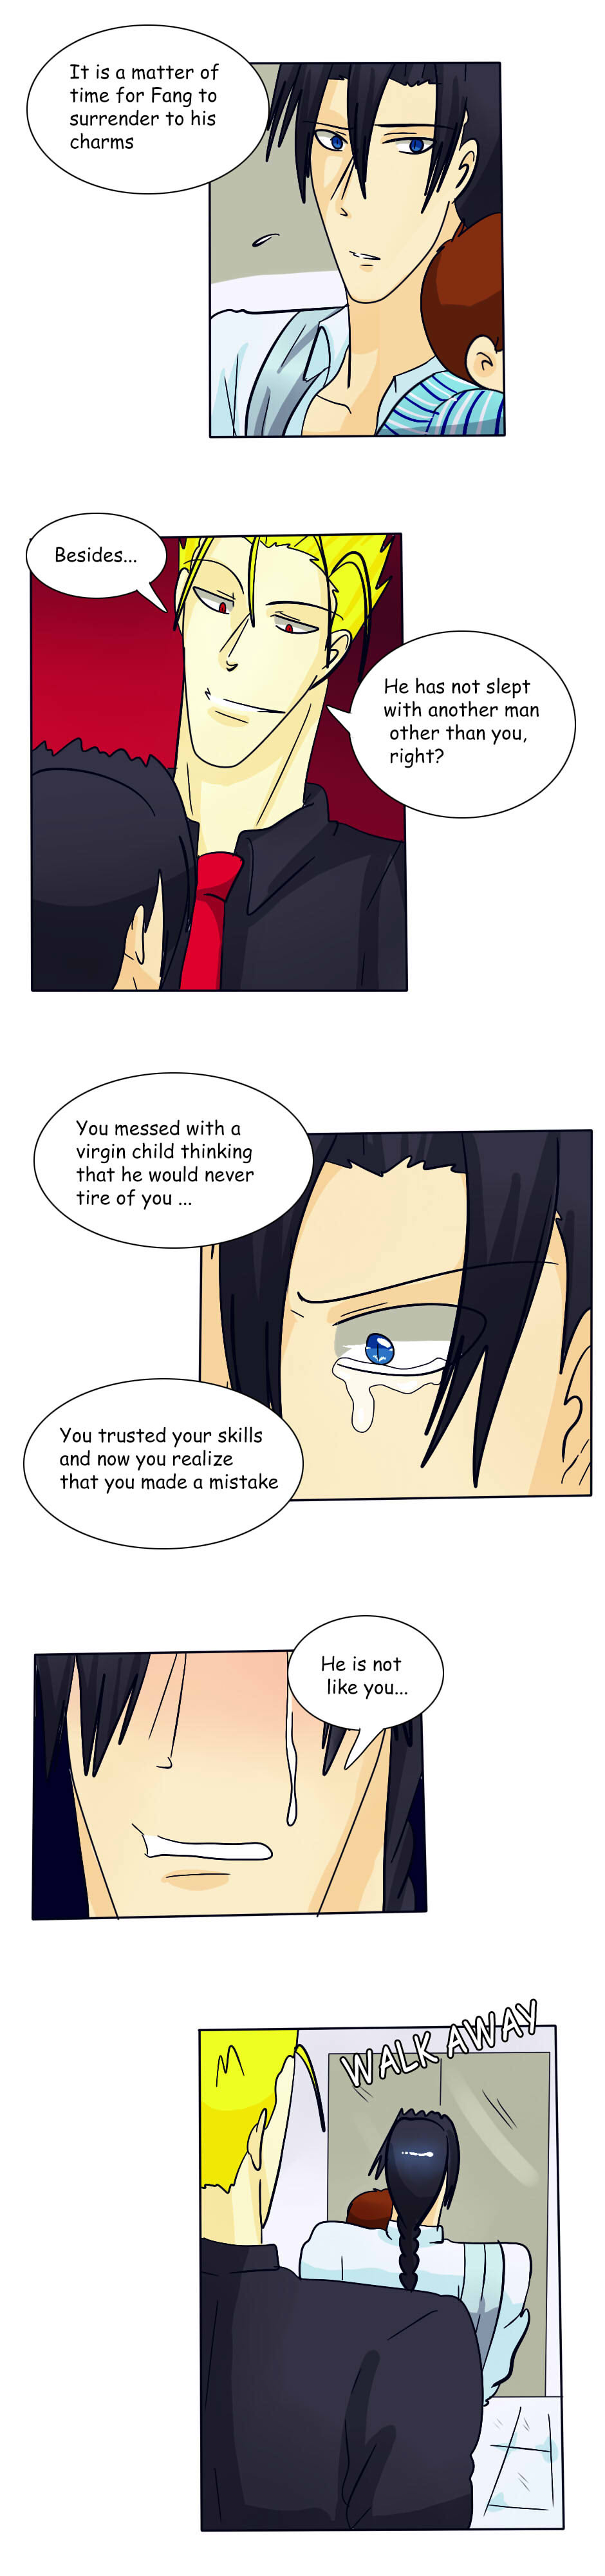 It is a matter of
time for Fang to
surrender to his
charms
Besides...
He has not slept
with another man
other than you,
right?
You messed with a
virgin child thinking
that he would never
tire of you ...
You trusted your skills
and now you realize
that you made a mistake
He is not
like you...
WALK AWAY